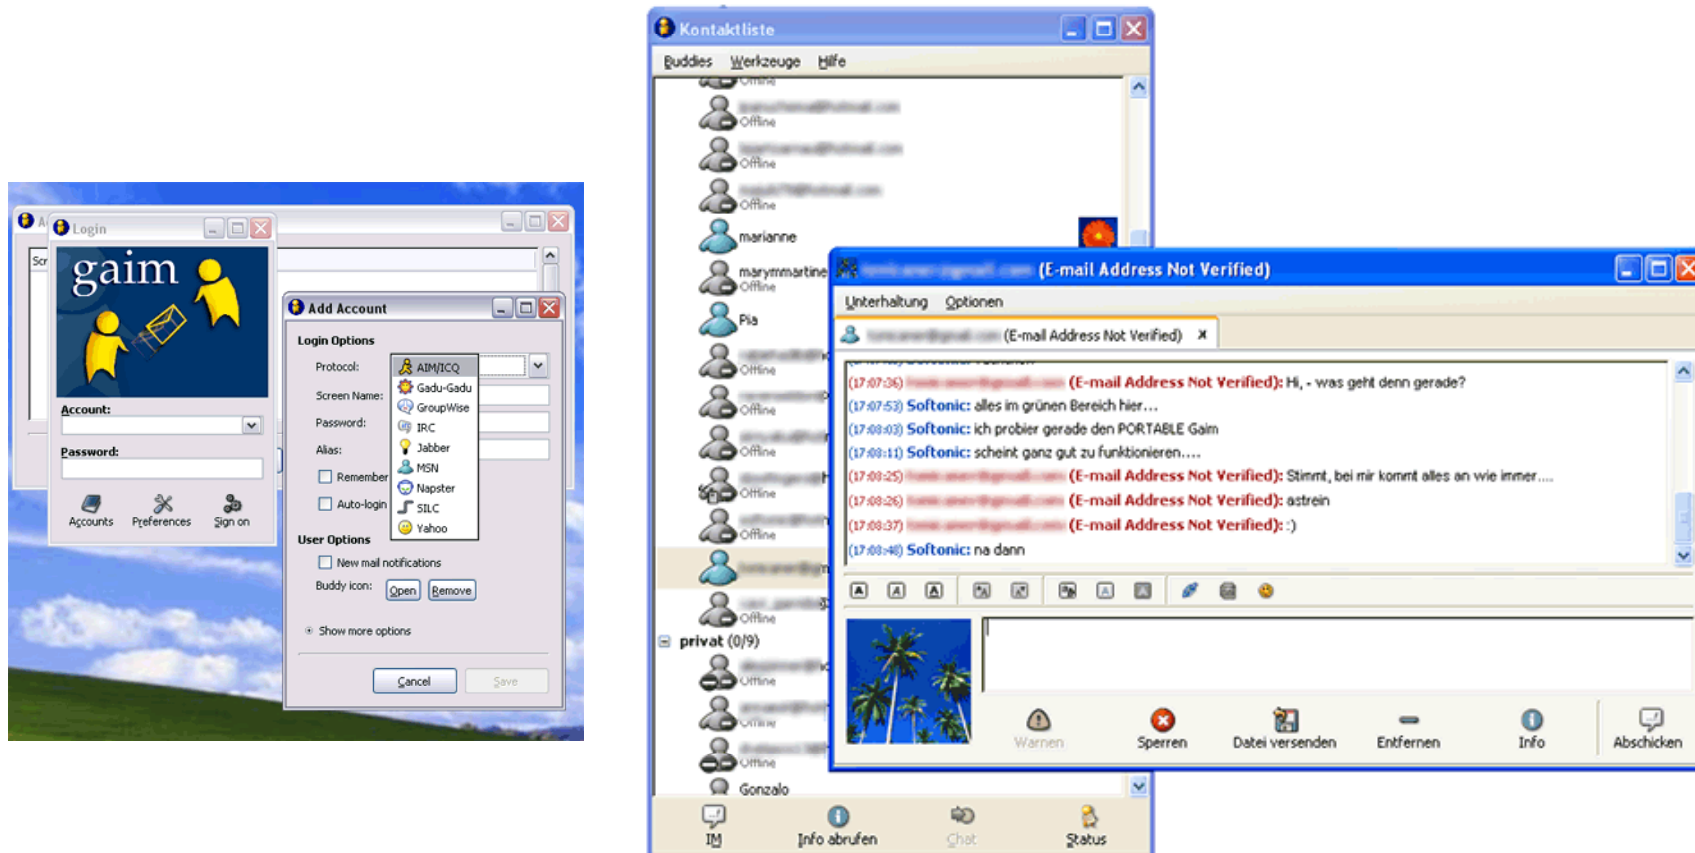 A
Login
Scr
gaim
Account:
Password:
Accounts
Preferences
Sign on
Add Account
Login Options
Protocol:
AIM/ICQ
Gadu-Gadu
GroupWise
IRC
Jabber
MSN
Napster
SILC
Yahoo
Screen Name:
Password:
Alias:
Remember
Auto-login
User Options
New mail notifications
Buddy icon:
Open
Remove
Show more options
Cancel
Save
Kontaktliste
Buddies Werkzeuge Hilfe
Offline
Offline
Offline
Offline
marianne
marymmartine
Offline
Pia
Offline
Offline
Offline
Offline
Offline
Offline
privat (0/9)
Offline
Offline
Offline
Gonzalo
IM
Info abrufen
Chat
Status
(E-mail Address Not Verified)
Unterhaltung Optionen
(E-mail Address Not Verified)
(17:07:36) (E-mail Address Not Verified): Hi, - was geht denn gerade?
(17:07:53) Softonic: alles im grünen Bereich hier...
(17:08:03) Softonic: ich probier gerade den PORTABLE Gaim
(17:08:11) Softonic: scheint ganz gut zu funktionieren....
(17:08:25) (E-mail Address Not Verified): Stimmt, bei mir kommt alles an wie immer....
(17:08:26) (E-mail Address Not Verified): astrein
(17:08:37) (E-mail Address Not Verified): :)
(17:08:48) Softonic: na dann
Warnen
Sperren
Datei versenden
Entfernen
Info
Abschicken